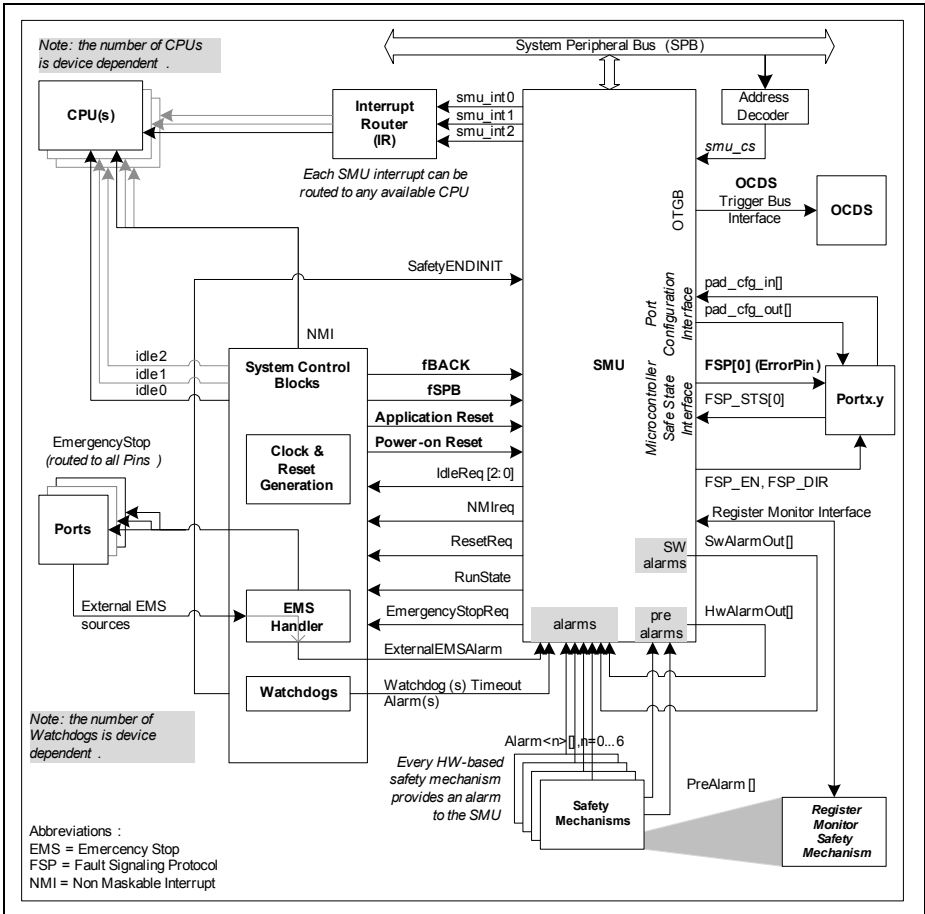 Note: the number of CPUs
is device dependent .
System Peripheral Bus (SPB)
CPU(s)
Interrupt
Router
(IR)
smu_int0
smu_int1
smu_int2
Address
Decoder
smu_cs
Each SMU interrupt can be
routed to any available CPU
OTGB
OCDS
Trigger Bus
Interface
OCDS
SafetyENDINIT
Port
Configuration
Interface
pad_cfg_in[]
pad_cfg_out[]
NMI
idle2
idle1
idle0
System Control
Blocks
fBACK
fSPB
Application Reset
Power-on Reset
SMU
Microcontroller
Safe State
Interface
FSP[0] (ErrorPin)
FSP_STS[0]
Portx.y
EmergencyStop
(routed to all Pins )
Clock &
Reset
Generation
IdleReq [2:0]
FSP_EN, FSP_DIR
NMIreq
Register Monitor Interface
Ports
ResetReq
SW
alarms
SwAlarmOut[]
RunState
External EMS
sources
EMS
Handler
EmergencyStopReq
alarms
pre
alarms
HwAlarmOut[]
ExternalEMSAlarm
Watchdogs
Watchdog (s) Timeout
Alarm(s)
Note: the number of
Watchdogs is device
dependent .
Alarm<n>[],n=0...6
Every HW-based
safety mechanism
provides an alarm
to the SMU
PreAlarm []
Safety
Mechanisms
Register
Monitor
Safety
Mechanism
Abbreviations :
EMS = Emercency Stop
FSP = Fault Signaling Protocol
NMI = Non Maskable Interrupt